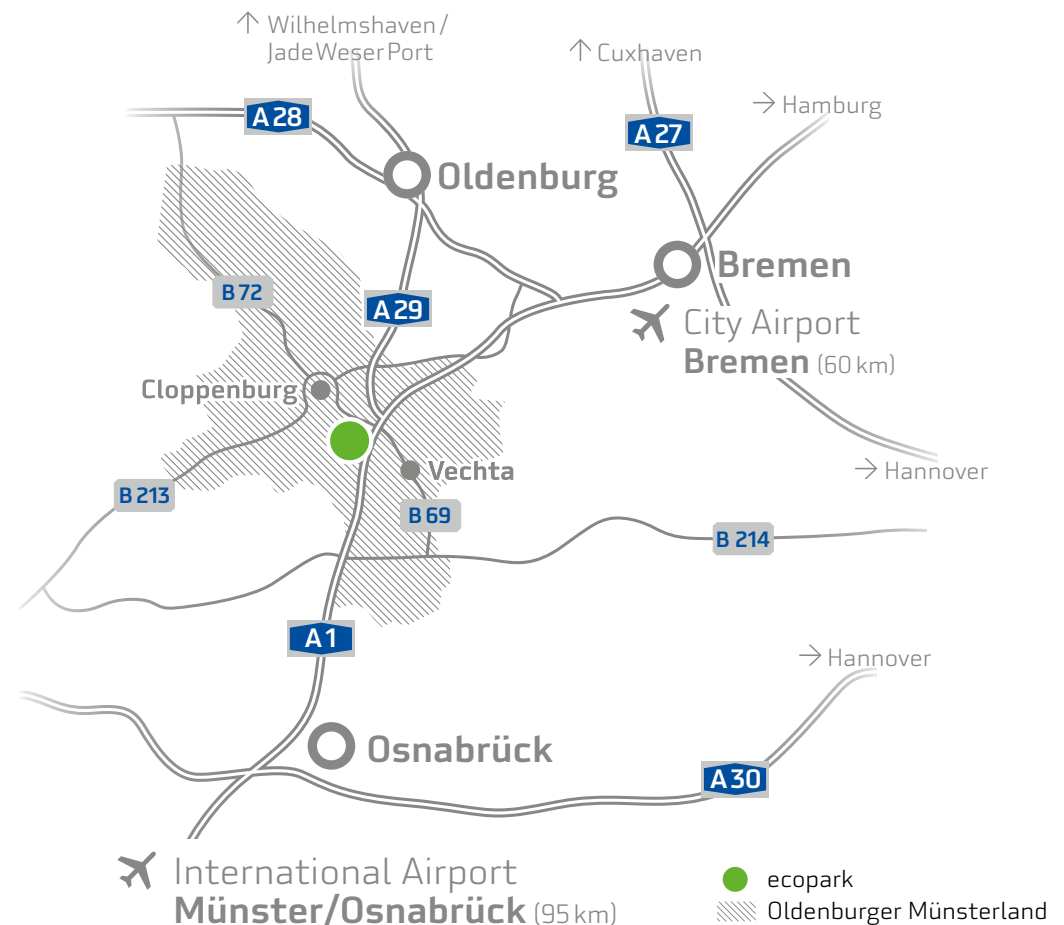 ↑ Wilhelmshaven/
JadeWeserPort
↑ Cuxhaven
→ Hamburg
A 28
A 27
Oldenburg
Bremen
B 72
A 29
City Airport
Bremen (60 km)
Cloppenburg
Vechta
→ Hannover
B 213
B 69
B 214
A 1
→ Hannover
Osnabrück
A 30
International Airport
Münster/Osnabrück (95 km)
ecopark
Oldenburger Münsterland